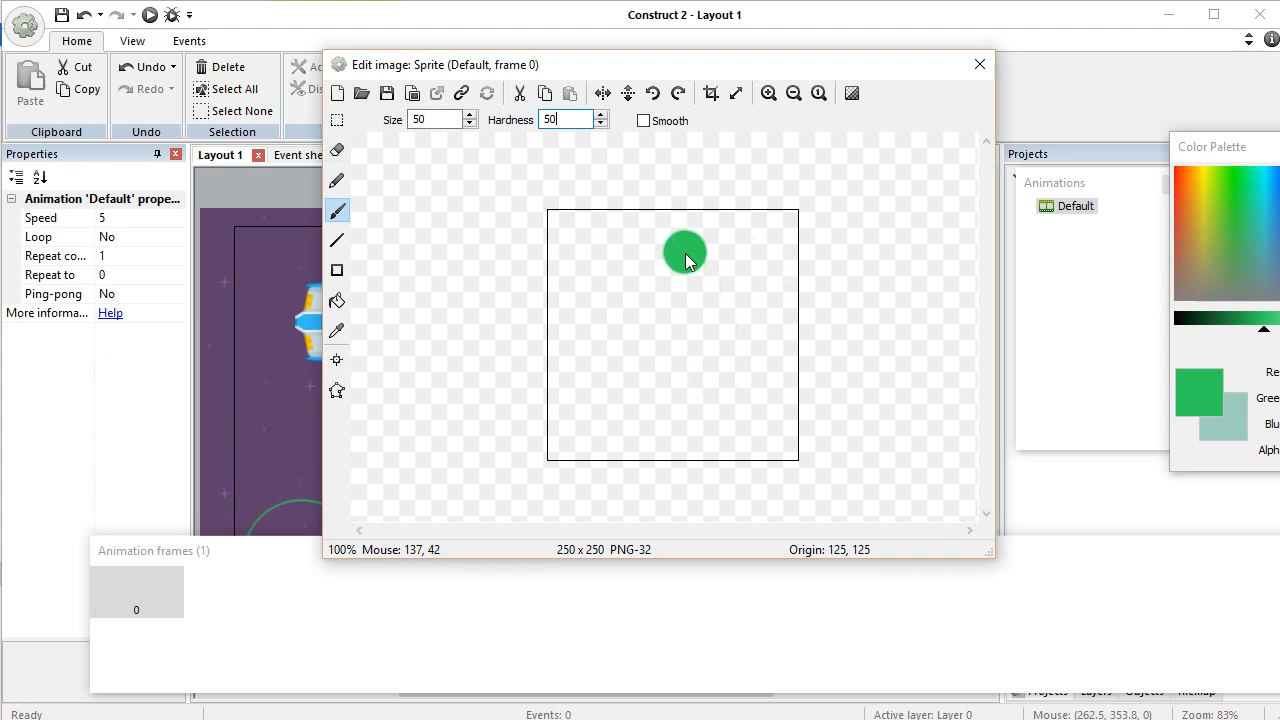 Construct 2 - Layout 1
Home View Events
Paste
Cut
Copy
Clipboard
Undo
Redo
Undo
Delete
Select All
Select None
Selection
Edit image: Sprite (Default, frame 0)
Size 50 Hardness 50 Smooth
Properties
Layout 1
Animation 'Default' prope...
Speed 5
Loop No
Repeat co... 1
Repeat to 0
Ping-pong No
More informa... Help
100% Mouse: 137, 42 250 x 250 PNG-32 Origin: 125, 125
Projects
Animations
Default
Color Palette
Animation frames (1)
0
Ready Events: 0 Active layer: Layer 0 Mouse: (262.5, 353.8, 0) Zoom: 83%